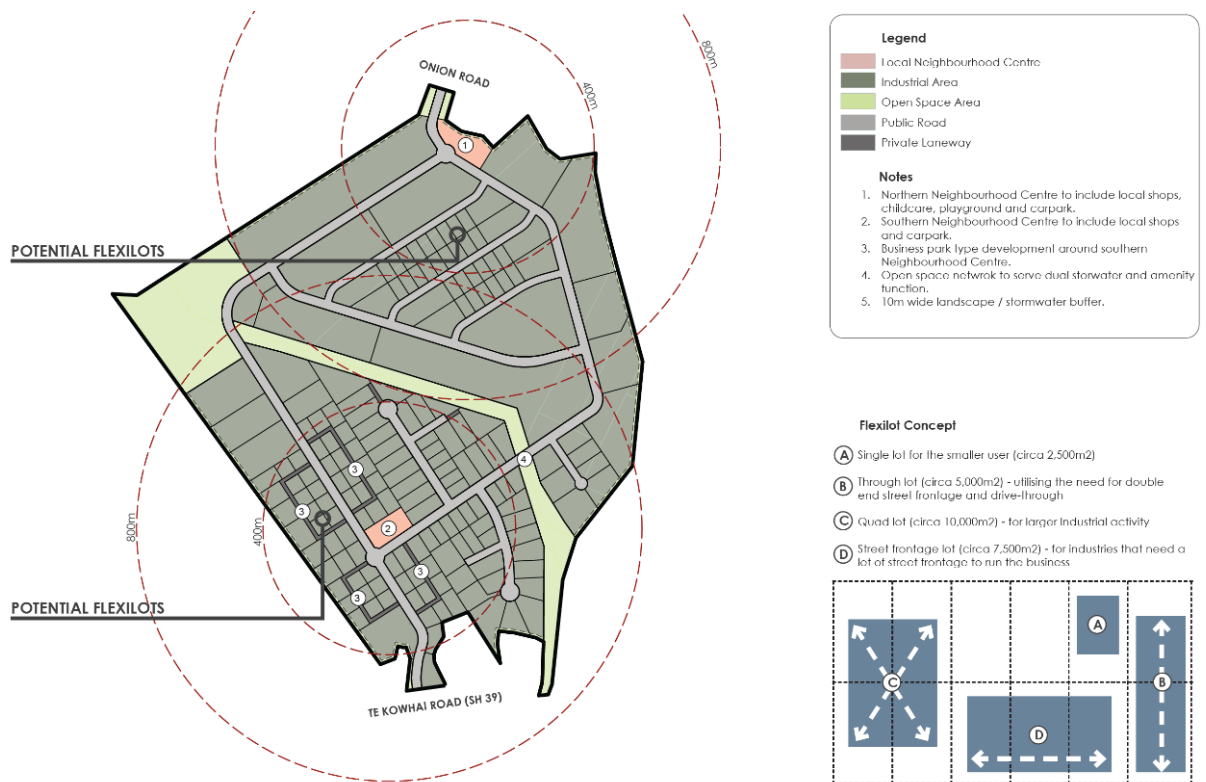 800m
ONION ROAD
400m
1
POTENTIAL FLEXILOTS
3
4
3
2
800m
400m
3
3
POTENTIAL FLEXILOTS
TE KOWHAI ROAD (SH 39)
Legend
Local Neighbourhood Centre
Industrial Area
Open Space Area
Public Road
Private Laneway
Notes
1. Northern Neighbourhood Centre to include local shops,
childcare, playground and carpark.
2. Southern Neighbourhood Centre to include local shops
and carpark.
3. Business park type development around southern
Neighbourhood Centre.
4. Open space netwrok to serve dual storwater and amenity
function.
5. 10m wide landscape / stormwater buffer.
Flexilot Concept
A Single lot for the smaller user (circa 2,500m2)
B Through lot (circa 5,000m2) - utilising the need for double
end street frontage and drive-through
C Quad lot (circa 10,000m2) - for larger Industrial activity
D Street frontage lot (circa 7,500m2) - for industries that need a
lot of street frontage to run the business
A
C
B
D